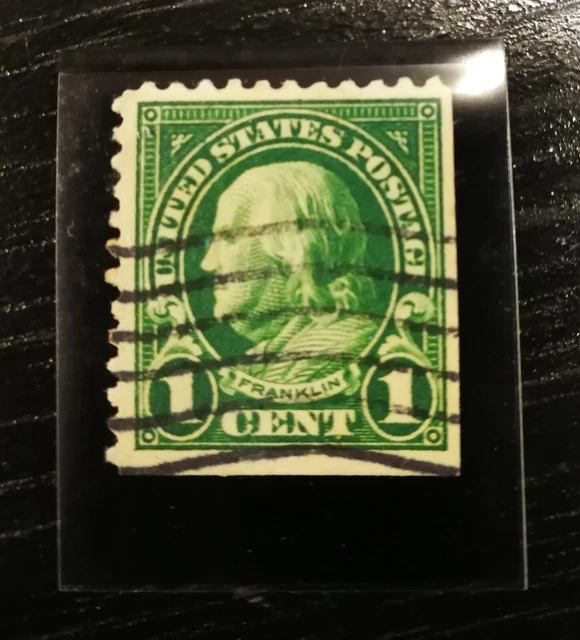 UNITED STATES POSTAGE
FRANKLIN
1 1
CENT